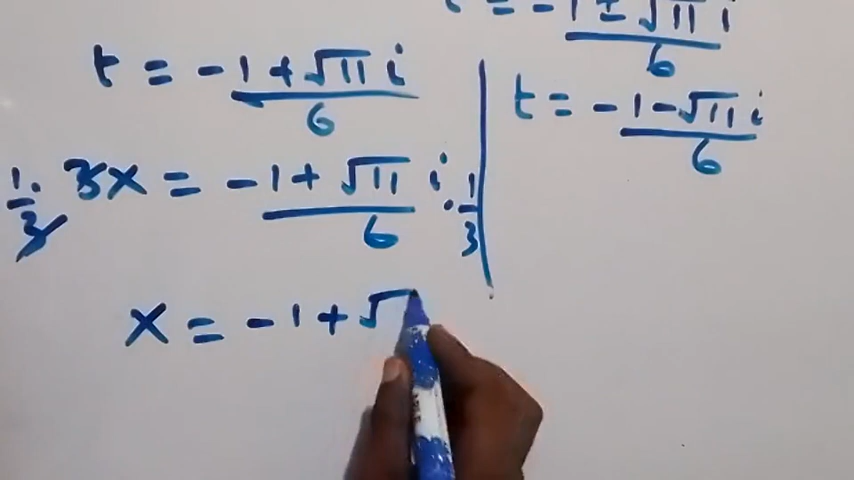 t = -1 ± √11 i
6
t = -1 + √11 i
6
1/3 · 3x = -1 + √11 i · 1/3
6
x = -1 + √
t = -1 - √11 i
6